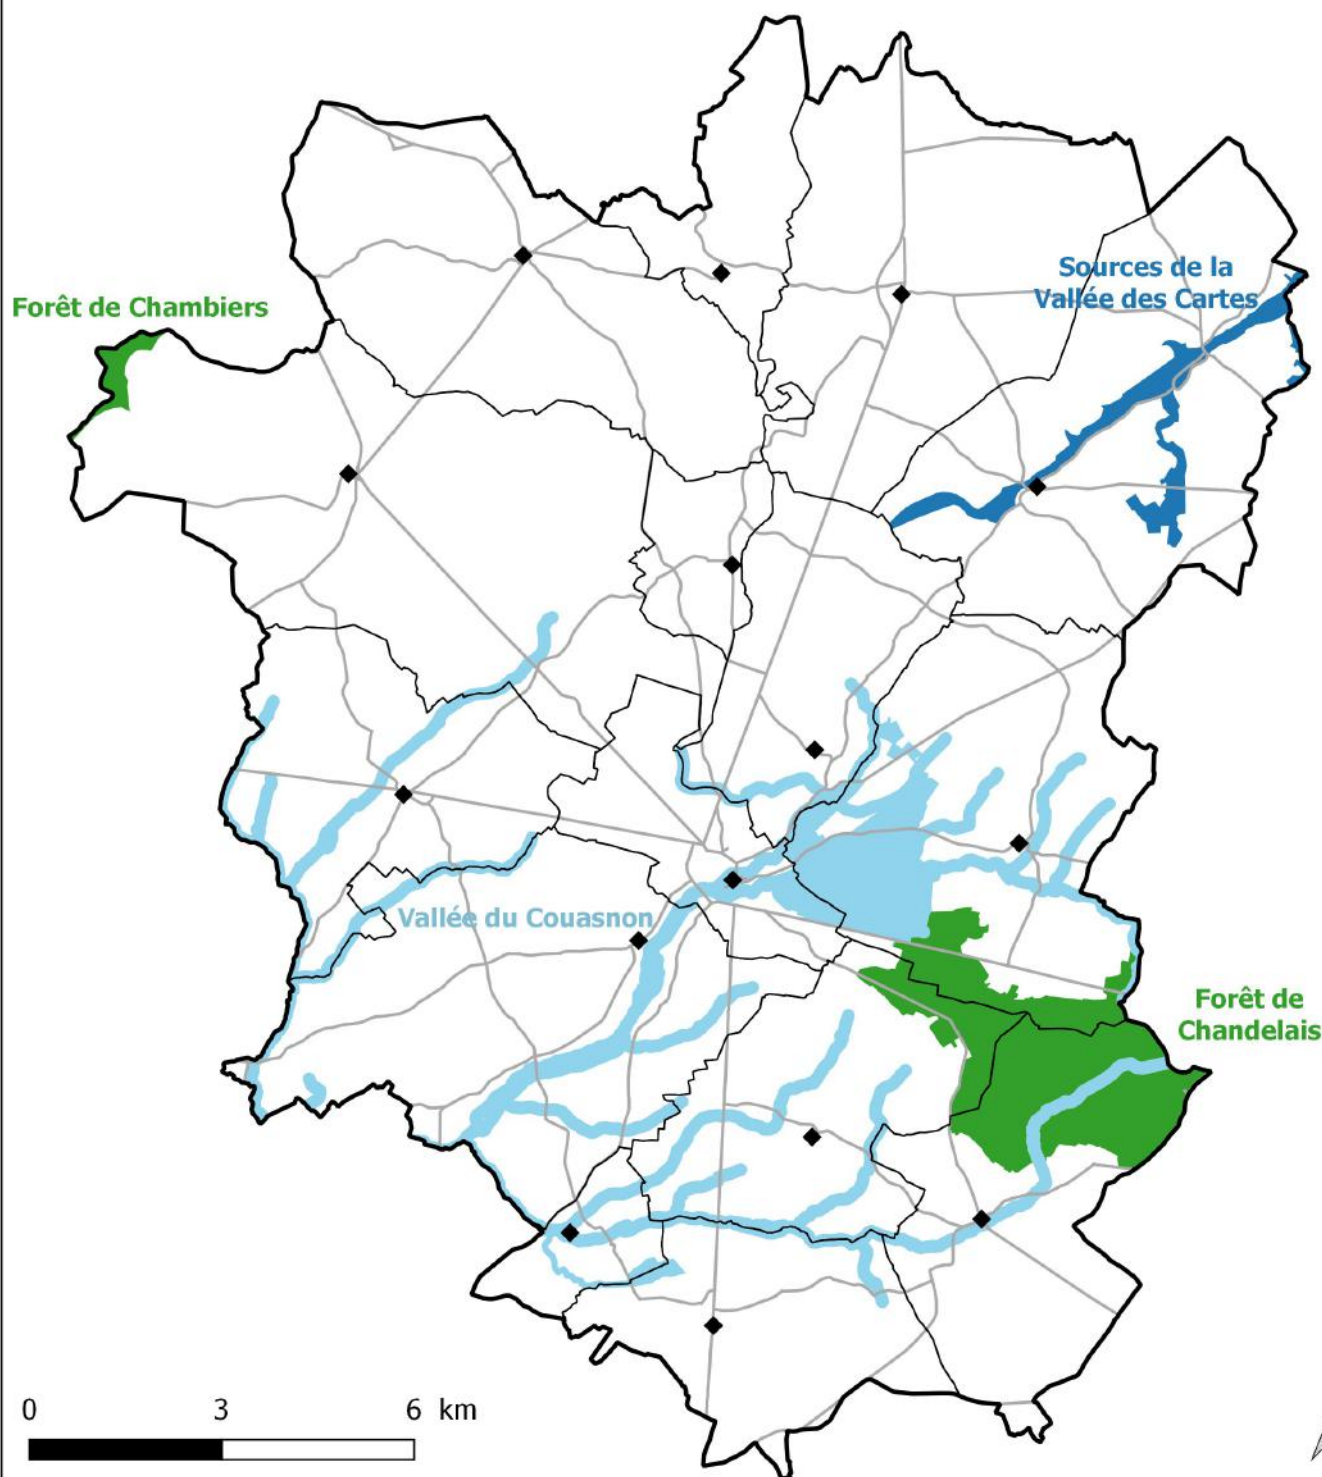 Sources de la
Vallée des Cartes
Forêt de Chambiers
Vallée du Couasnon
Forêt de
Chandelais
0 3 6 km